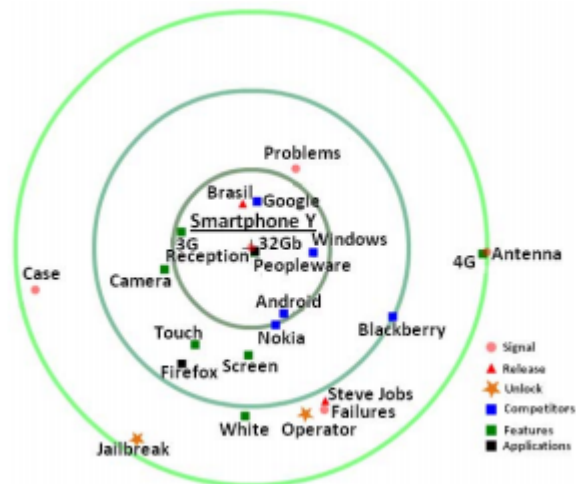 Problems
Brasil
Google
Smartphone Y
3G
32Gb
Windows
Reception
Peopleware
Antenna
4G
Case
Camera
Android
Nokia
Blackberry
Touch
Screen
Firefox
Steve Jobs
Failures
White
Operator
Jailbreak
Signal
Release
Unlock
Competitors
Features
Applications